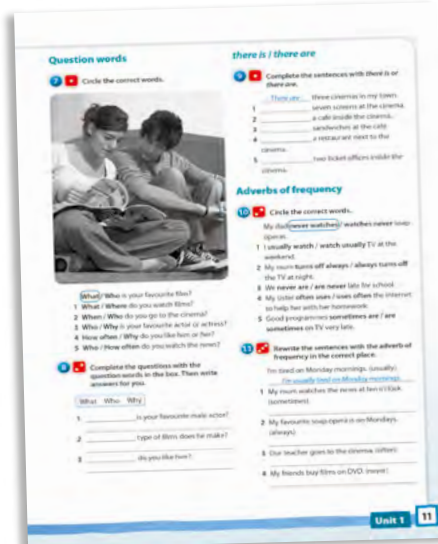 Question words
7 Circle the correct words.
What / Who is your favourite film?
1 What / Where do you watch films?
2 When / Who do you go to the cinema?
3 Who / Why is your favourite actor or actress?
4 How often / Why do you like him or her?
5 Who / How often do you watch the news?
8 Complete the questions with the
question words in the box. Then write
answers for you.
What Who Why
1 is your favourite male actor?
2 type of films does he make?
3 do you like him?
there is / there are
9 Complete the sentences with there is or
there are.
There are three cinemas in my town.
1 seven screens at the cinema.
2 a café inside the cinema.
3 sandwiches at the café.
4 a restaurant next to the
cinema.
5 two ticket offices inside the
cinema.
Adverbs of frequency
10 Circle the correct words.
My dad never watches / watches never soap
operas.
1 I usually watch / watch usually TV at the
weekend.
2 My mum turns off always / always turns off
the TV at night.
3 We never are / are never late for school.
4 My sister often uses / uses often the internet
to help her with her homework.
5 Good programmes sometimes are / are
sometimes on TV very late.
11 Rewrite the sentences with the adverb of
frequency in the correct place.
I'm tired on Monday mornings. (usually)
I'm usually tired on Monday mornings.
1 My mum watches the news at ten o'clock.
(sometimes)
2 My favourite soap opera is on Mondays.
(always)
3 Our teacher goes to the cinema. (often)
4 My friends buy films on DVD. (never)
Unit 1 11